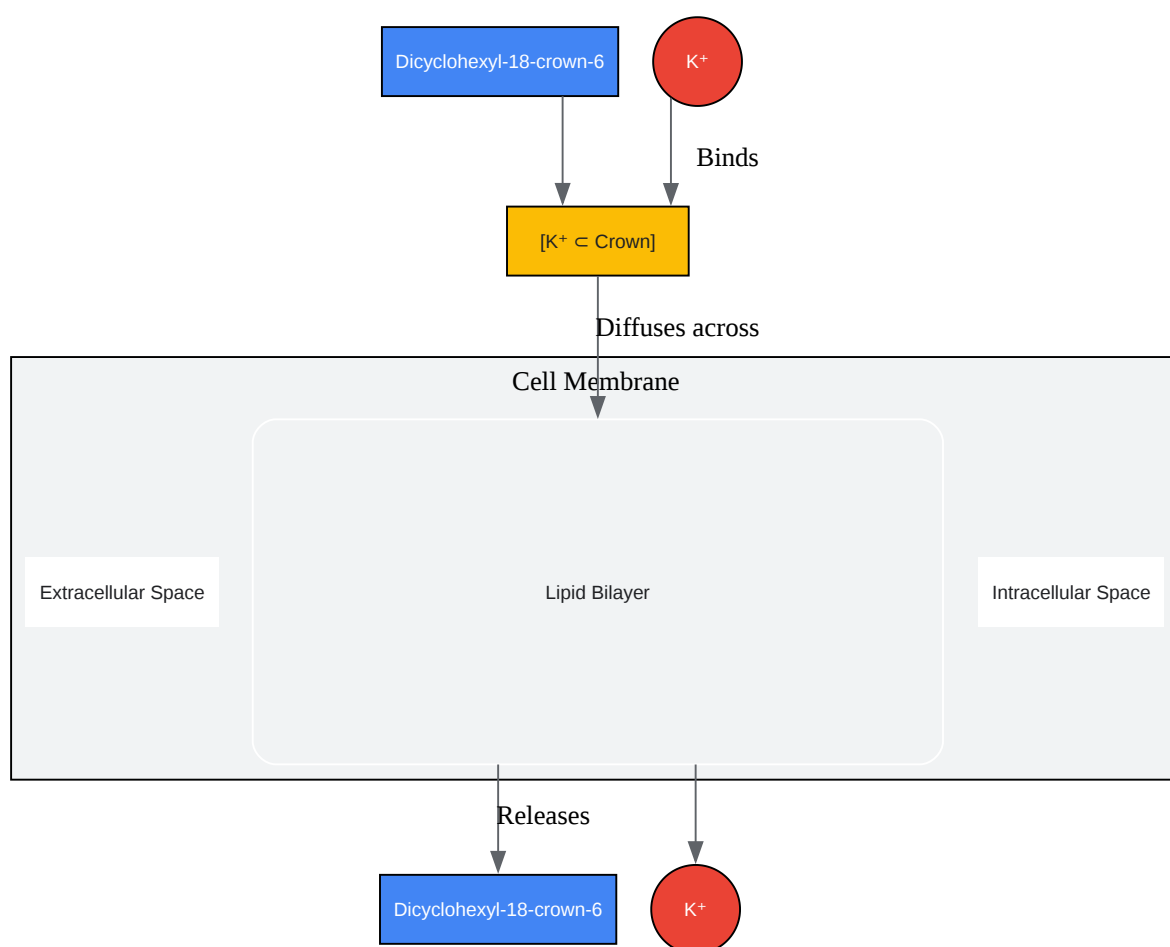 Dicyclohexyl-18-crown-6
K⁺
Binds
[K⁺ ⊂ Crown]
Diffuses across
Cell Membrane
Extracellular Space
Lipid Bilayer
Intracellular Space
Releases
Dicyclohexyl-18-crown-6
K⁺